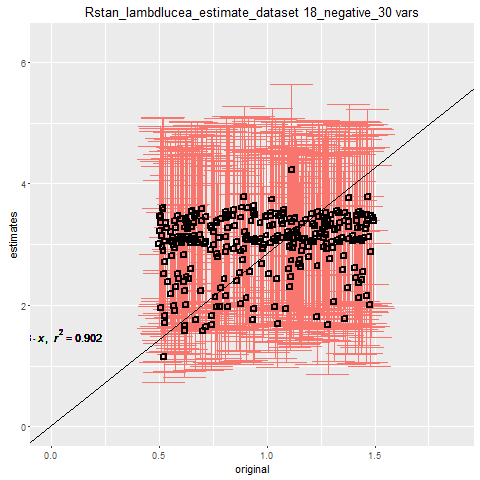 Rstan_lambdlucea_estimate_dataset 18_negative_30 vars
6
4
2
0
estimates
· x, r² = 0.902
0.0 0.5 1.0 1.5
original